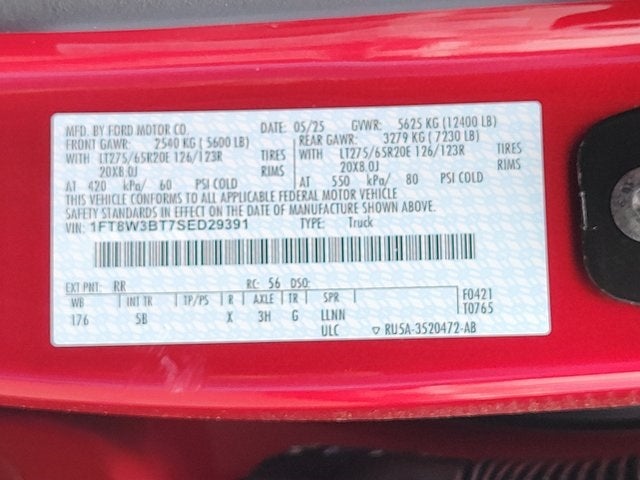 MFD. BY FORD MOTOR CO. DATE: 05/25 GVWR: 5625 KG (12400 LB)
FRONT GAWR: 2540 KG (5600 LB) REAR GAWR: 3279 KG (7230 LB)
WITH LT275/65R20E 126/123R TIRES WITH LT275/65R20E 126/123R TIRES
20X8.0J RIMS 20X8.0J RIMS
AT 420 kPa/ 60 PSI COLD AT 550 kPa/ 80 PSI COLD
THIS VEHICLE CONFORMS TO ALL APPLICABLE FEDERAL MOTOR VEHICLE
SAFETY STANDARDS IN EFFECT ON THE DATE OF MANUFACTURE SHOWN ABOVE.
VIN: 1FT8W3BT7SED29391 TYPE: Truck
EXT PNT: RR RC: 56 DSO:
WB INT TR TP/PS R AXLE TR SPR F0421
176 5B X 3H G LLNN T0765
ULC ▽ RU5A-3520472-AB